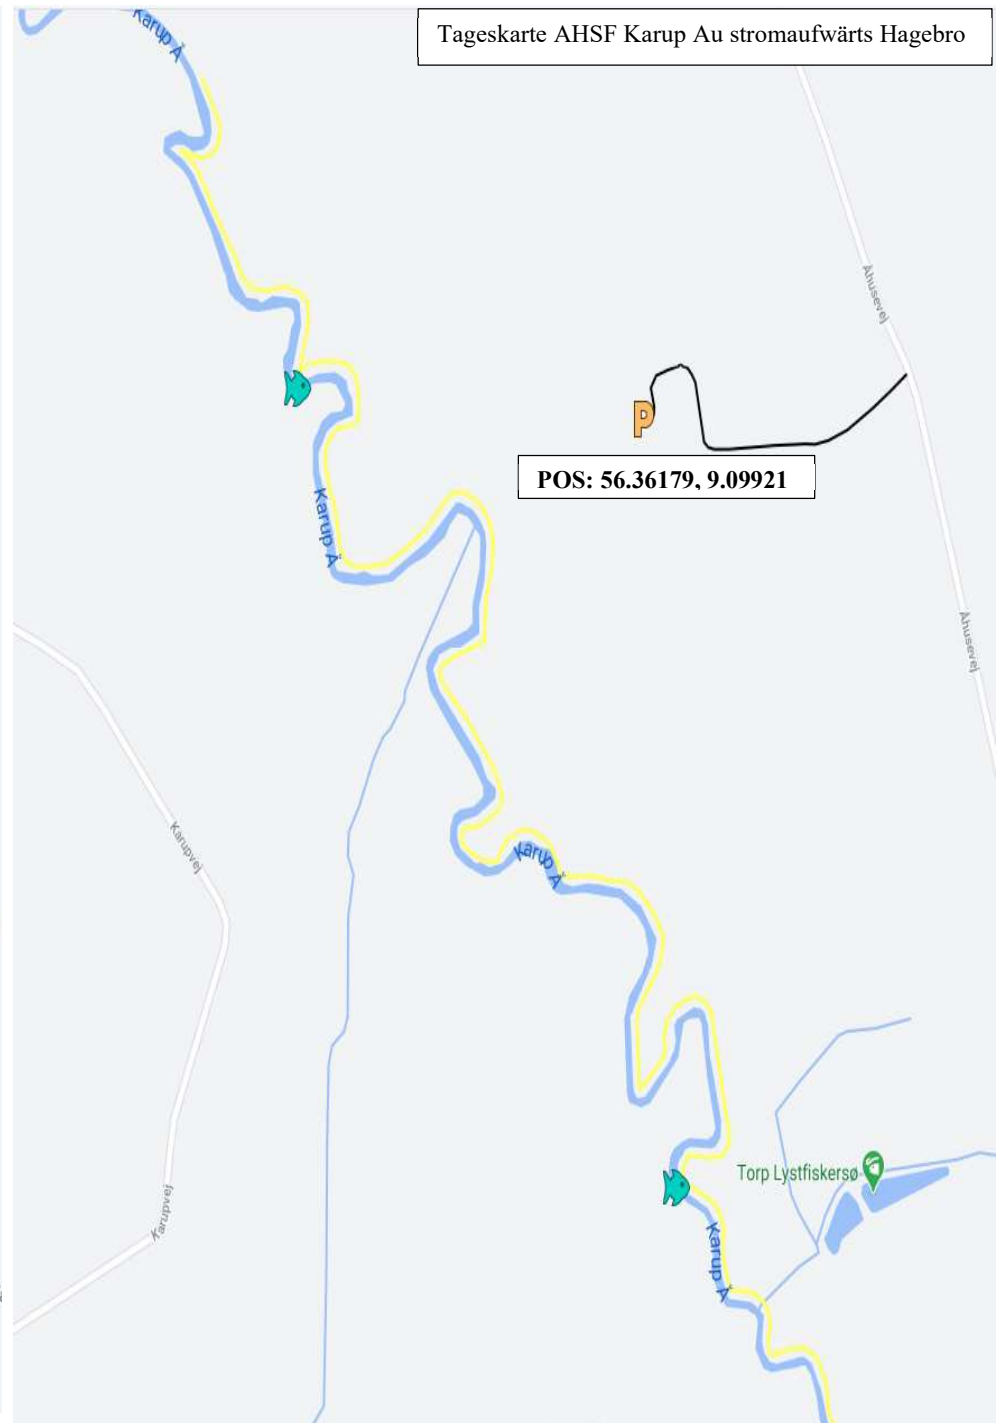 Karup Å
Tageskarte AHSF Karup Au stromaufwärts Hagebro
Åhusevej
P
POS: 56.36179, 9.09921
Karup Å
Åhusevej
Karupvej
Karup Å
Torp Lystfiskersø
Karupvej
Karup Å